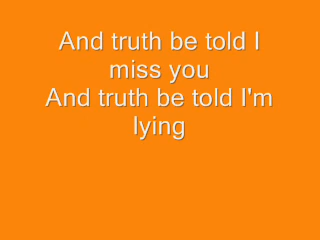 And truth be told I
miss you
And truth be told I'm
lying